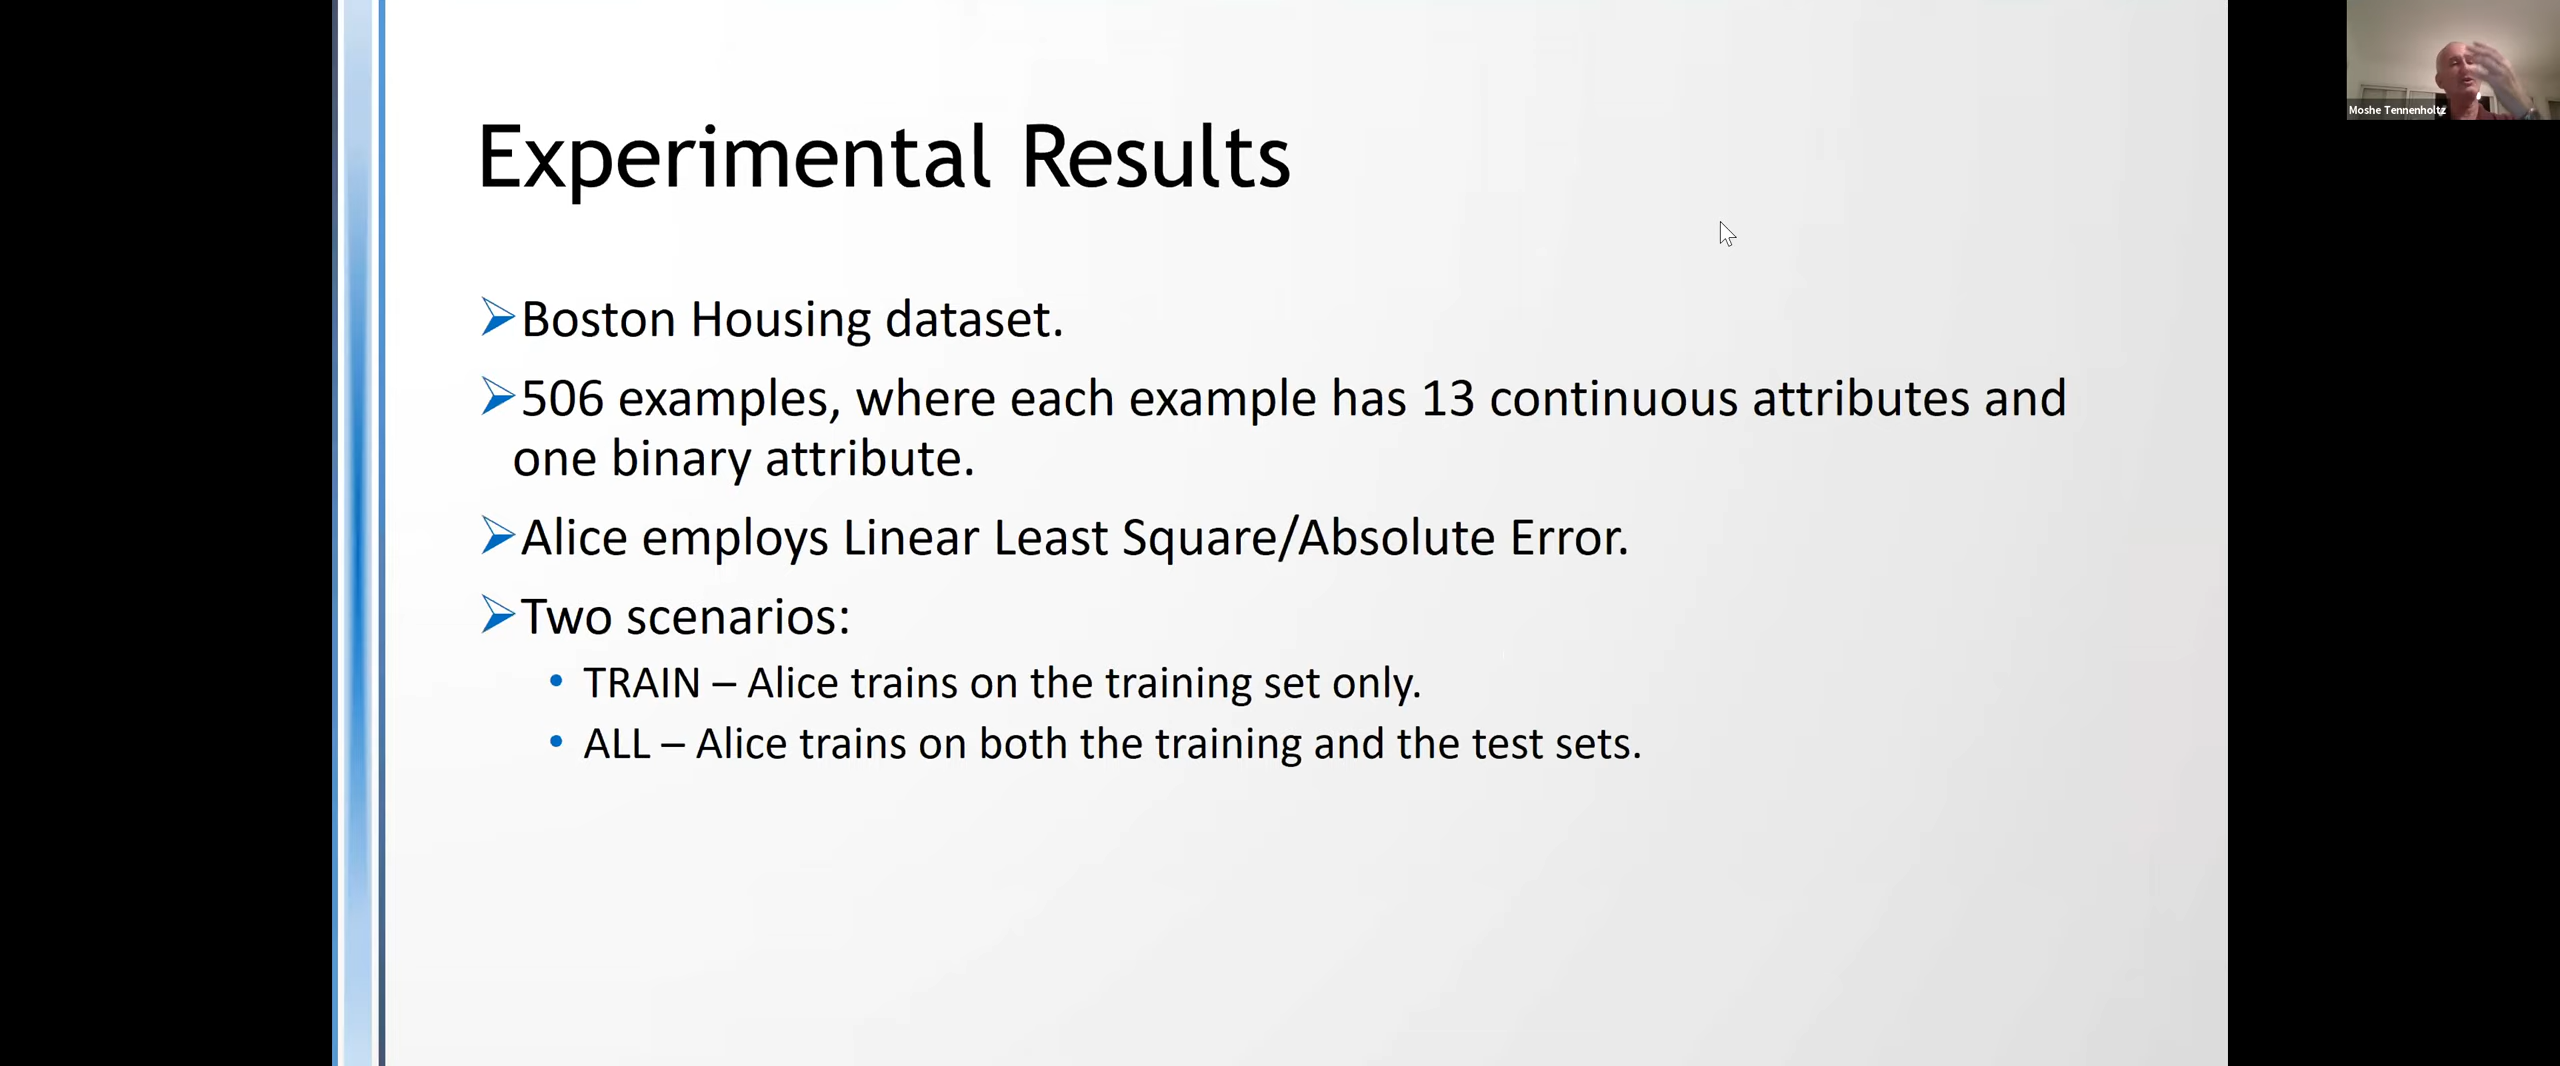 Experimental Results
Boston Housing dataset.
506 examples, where each example has 13 continuous attributes and
one binary attribute.
Alice employs Linear Least Square/Absolute Error.
Two scenarios:
• TRAIN – Alice trains on the training set only.
• ALL – Alice trains on both the training and the test sets.
Moshe Tennenholtz